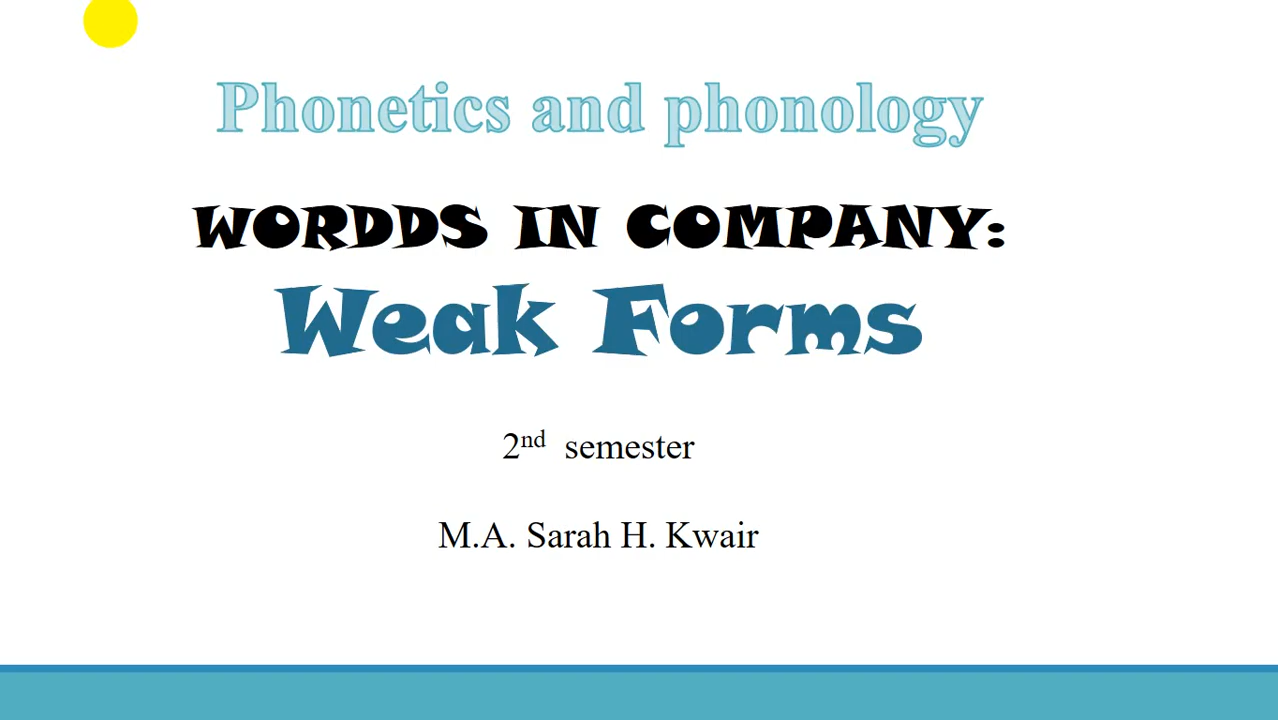 Phonetics and phonology
WORDDS IN COMPANY:
Weak Forms
2nd semester
M.A. Sarah H. Kwair